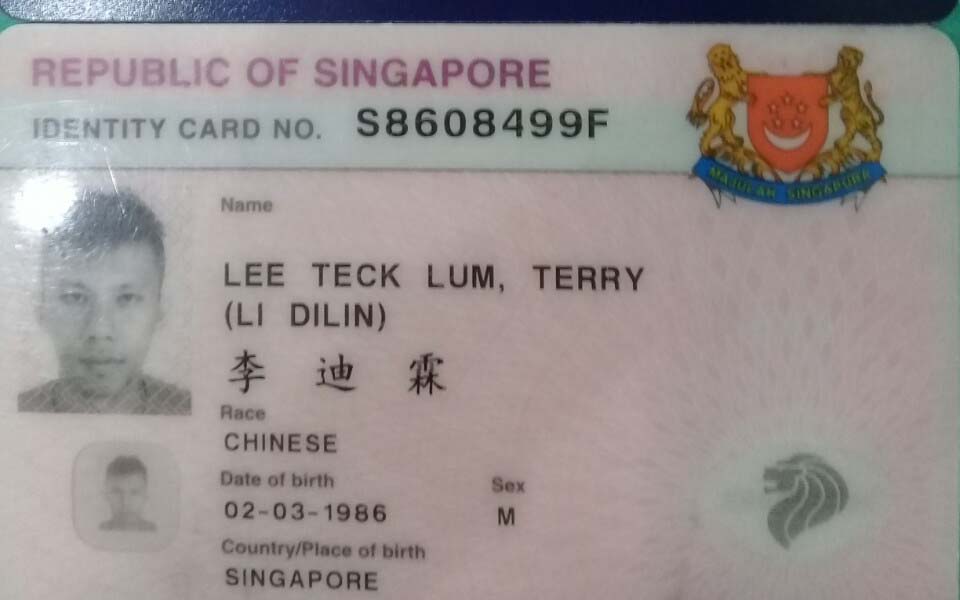 REPUBLIC OF SINGAPORE
IDENTITY CARD NO. S8608499F
MAJULAH SINGAPURA
Name
LEE TECK LUM, TERRY
(LI DILIN)
李 迪 霖
Race
CHINESE
Date of birth
Sex
02-03-1986
M
Country/Place of birth
SINGAPORE